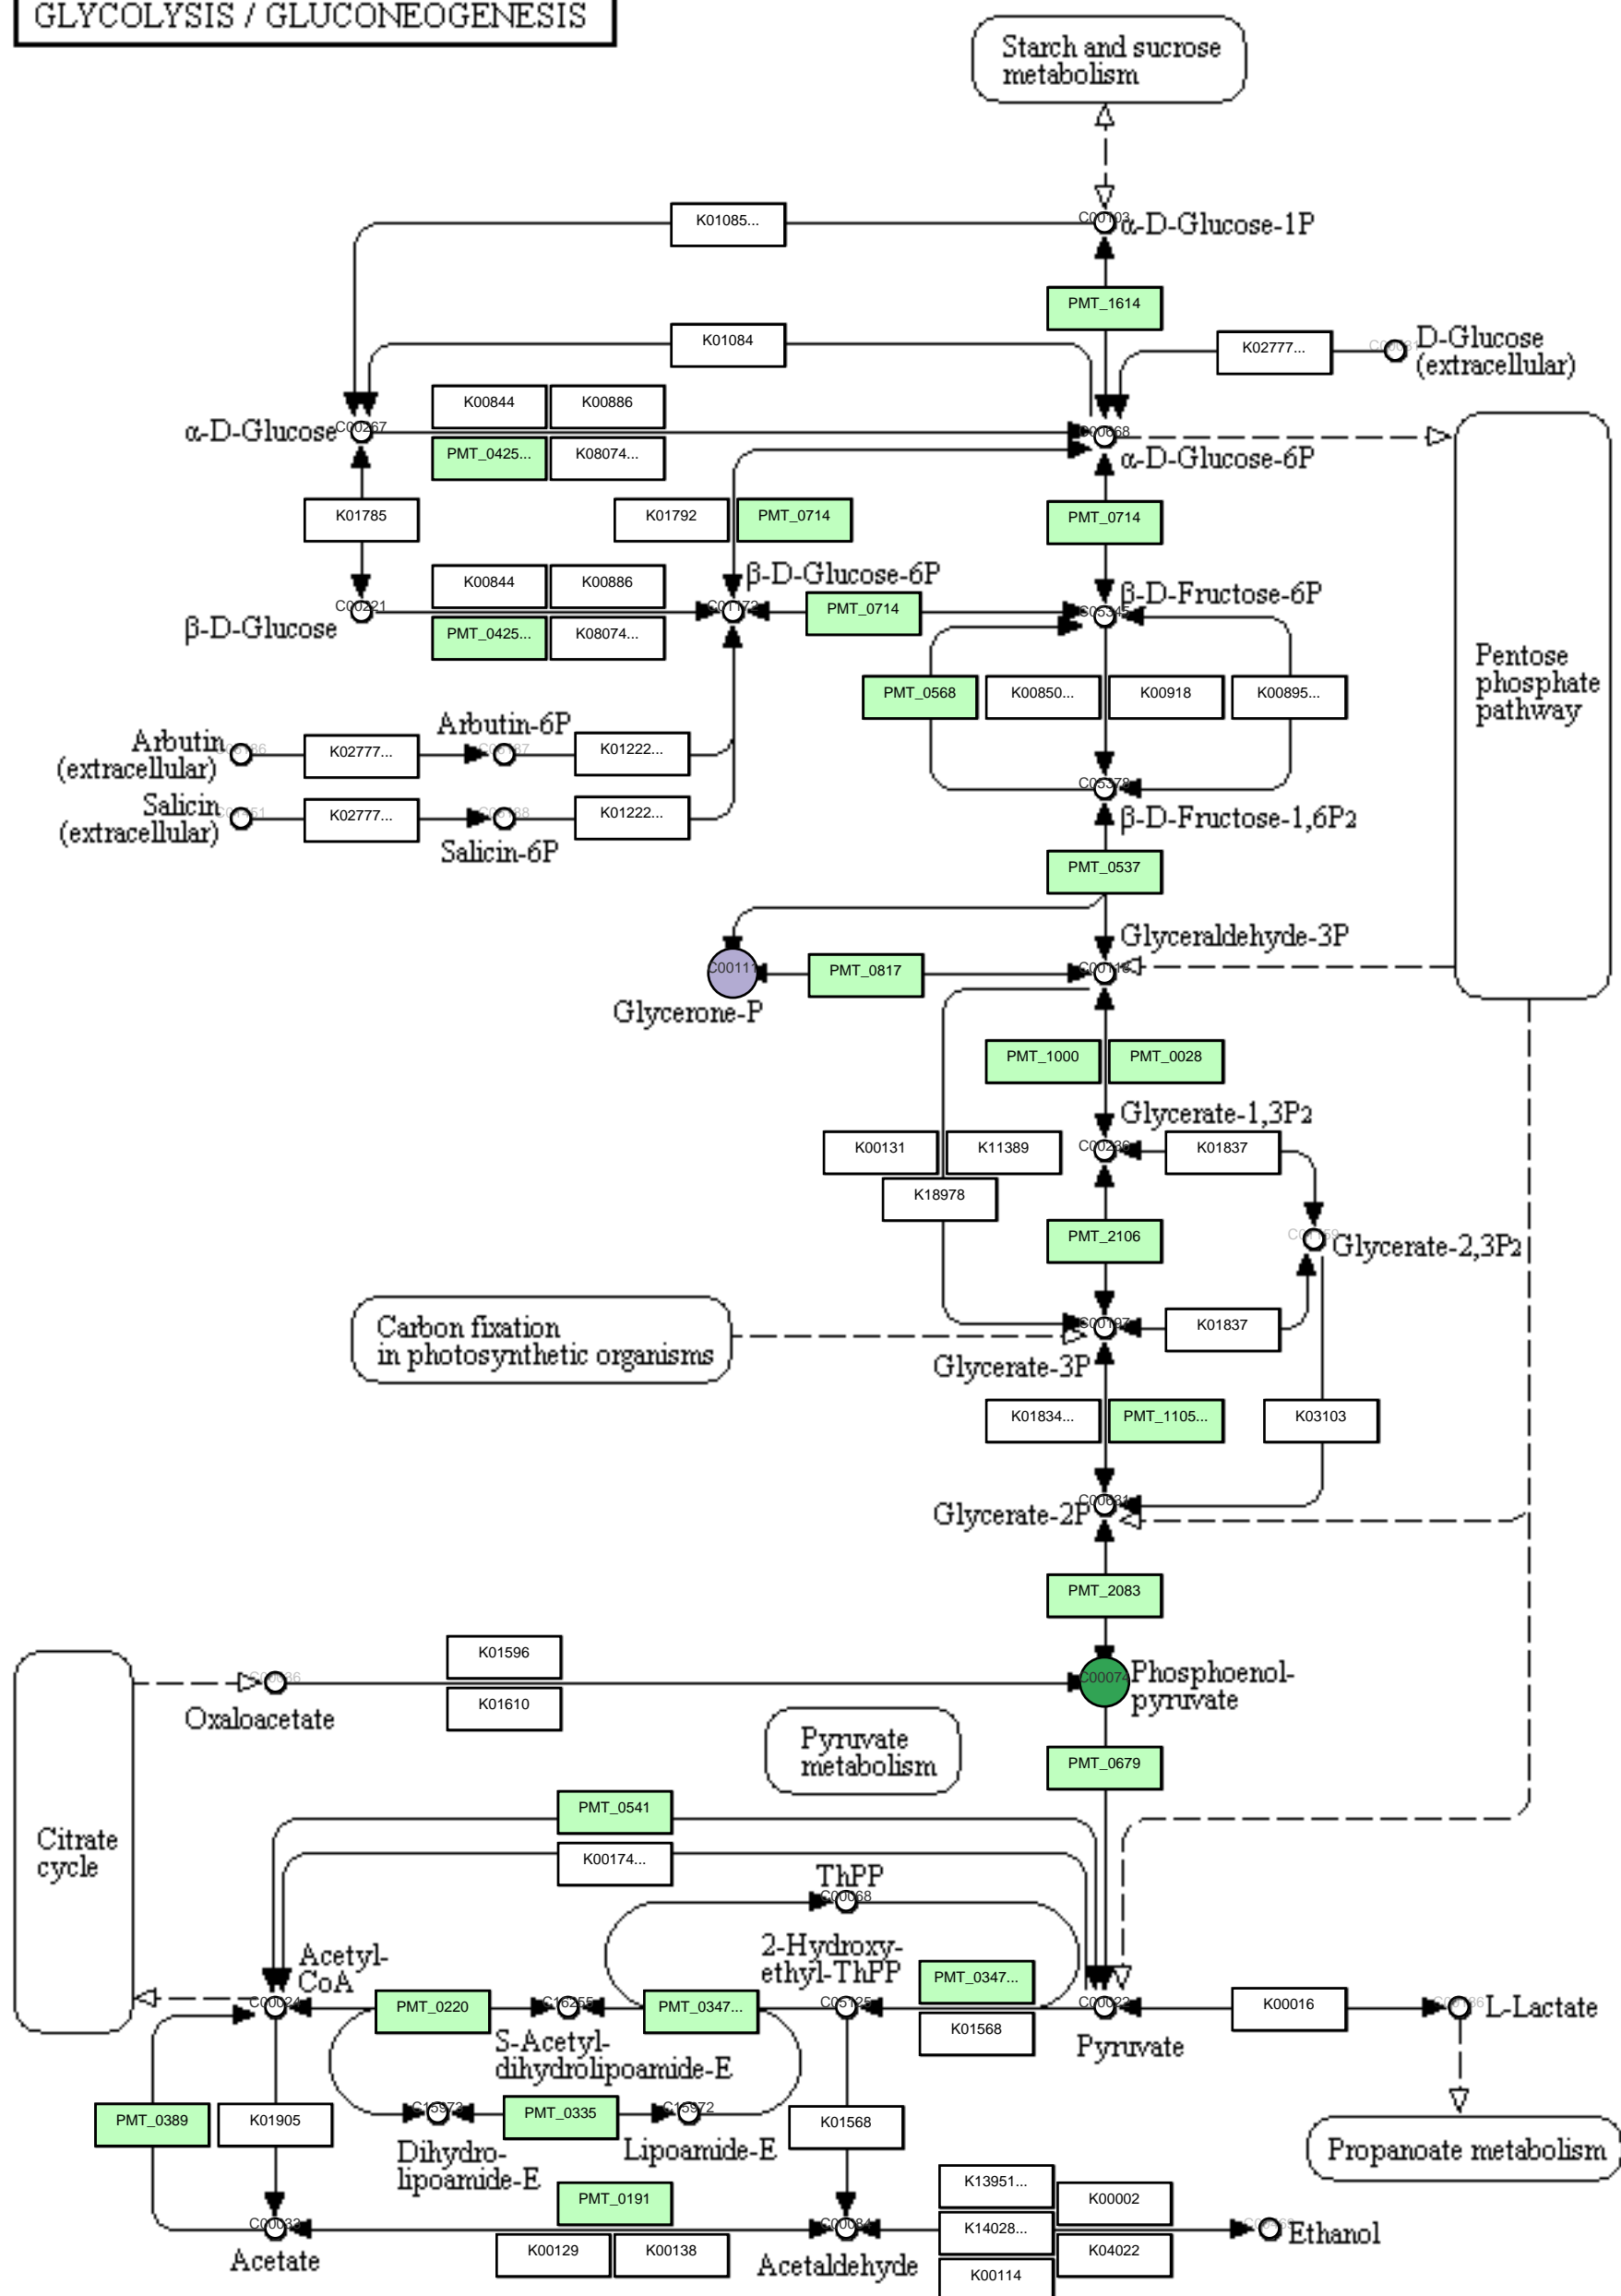 GLYCOLYSIS / GLUCONEOGENESIS
Starch and sucrose
metabolism
K01085...
C00103
α-D-Glucose-1P
PMT_1614
K01084
K02777...
D-Glucose
(extracellular)
K00844
K00886
α-D-Glucose
C00267
C00668
PMT_0425...
K08074...
α-D-Glucose-6P
K01785
K01792
PMT_0714
PMT_0714
K00844
K00886
β-D-Glucose-6P
β-D-Fructose-6P
C00221
C01172
PMT_0714
C05345
β-D-Glucose
PMT_0425...
K08074...
Pentose
phosphate
pathway
PMT_0568
K00850...
K00918
K00895...
Arbutin-6P
Arbutin
(extracellular)
K02777...
K01222...
C05378
Salicin
(extracellular)
K02777...
K01222...
β-D-Fructose-1,6P2
Salicin-6P
PMT_0537
Glyceraldehyde-3P
C00111
PMT_0817
C00118
Glycerone-P
PMT_1000
PMT_0028
Glycerate-1,3P2
K00131
K11389
C00236
K01837
K18978
PMT_2106
Glycerate-2,3P2
Carbon fixation
in photosynthetic organisms
C00197
K01837
Glycerate-3P
K01834...
PMT_1105...
K03103
C00631
Glycerate-2P
PMT_2083
K01596
C00074
Phosphoenol-
pyruvate
K01610
Oxaloacetate
Pyruvate
metabolism
PMT_0679
PMT_0541
Citrate
cycle
K00174...
ThPP
C00068
Acetyl-
CoA
2-Hydroxy-
ethyl-ThPP
PMT_0347...
C00024
PMT_0220
C16255
PMT_0347...
C05125
C00022
K00016
L-Lactate
K01568
S-Acetyl-
dihydrolipoamide-E
Pyruvate
PMT_0389
K01905
C15973
PMT_0335
C15972
K01568
Dihydro-
lipoamide-E
Lipoamide-E
Propanoate metabolism
K13951...
PMT_0191
K00002
C00033
C00084
K14028...
Ethanol
Acetate
K00129
K00138
Acetaldehyde
K04022
K00114